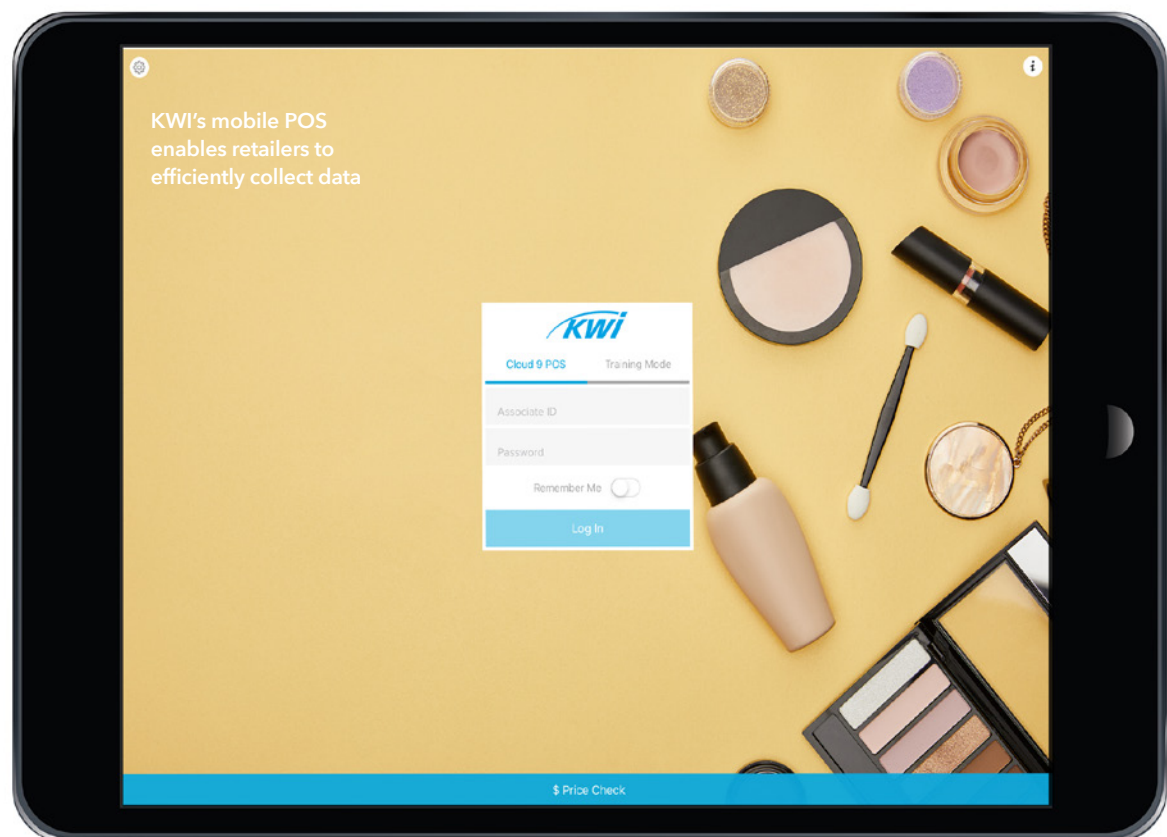 i
KWI's mobile POS
enables retailers to
efficiently collect data
KWI
Cloud 9 POS Training Mode
Associate ID
Password
Remember Me
Log In
$ Price Check